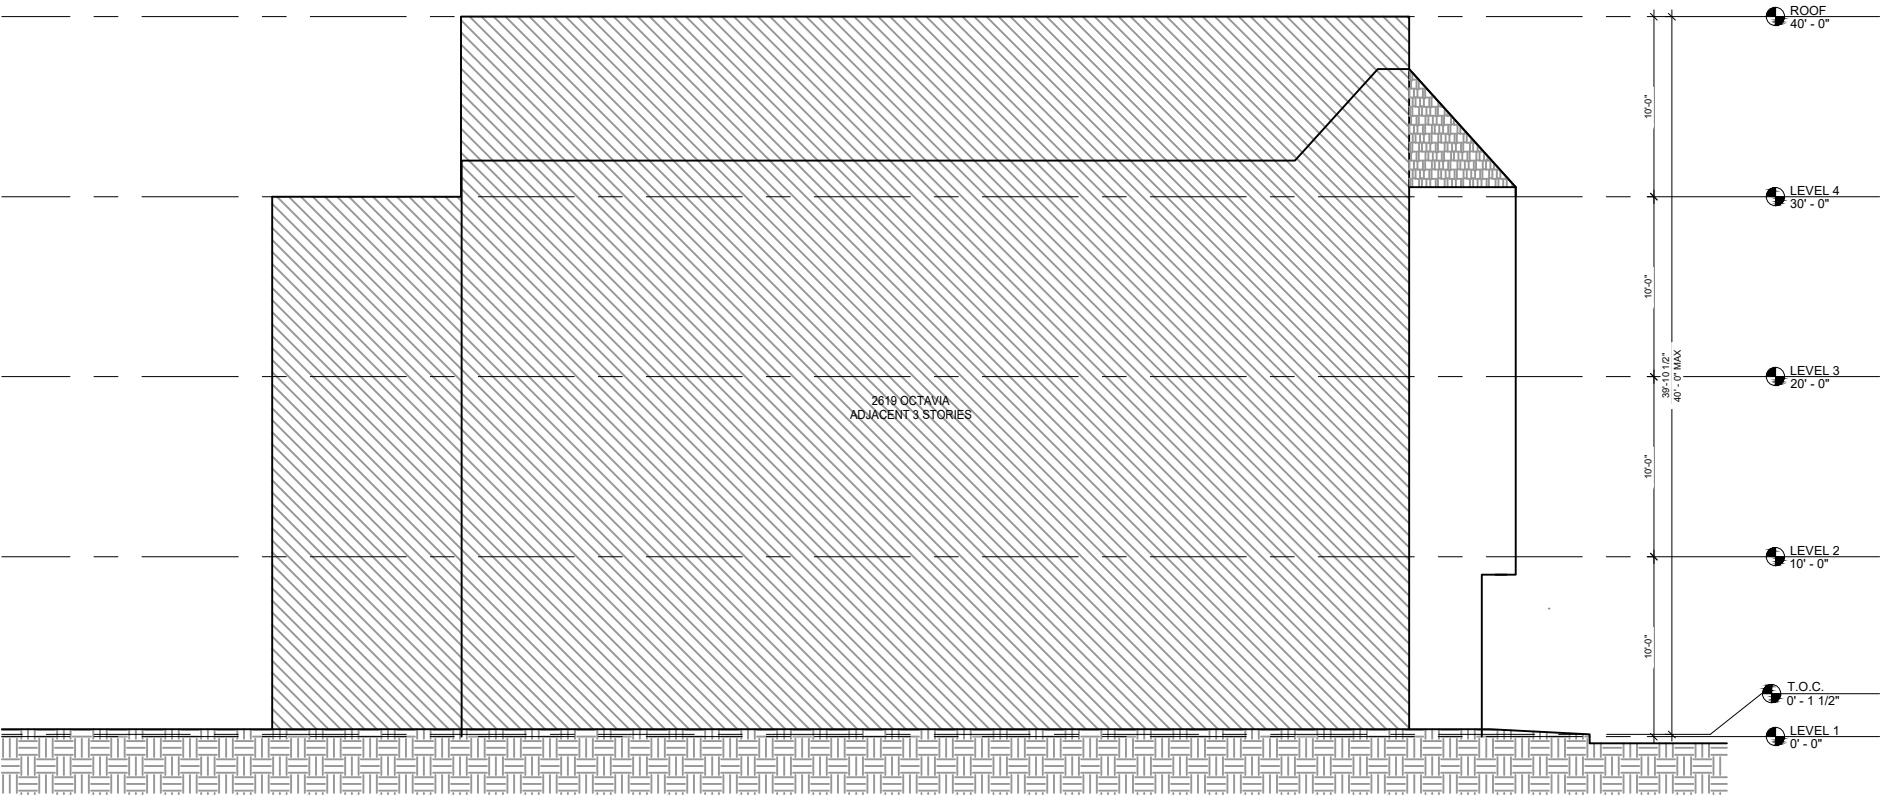 ROOF
40' - 0"
10'-0"
LEVEL 4
30' - 0"
10'-0"
LEVEL 3
20' - 0"
39'-10 1/2"
40' - 0" MAX
2619 OCTAVIA
ADJACENT 3 STORIES
10'-0"
LEVEL 2
10' - 0"
10'-0"
T.O.C.
0' - 1 1/2"
LEVEL 1
0' - 0"